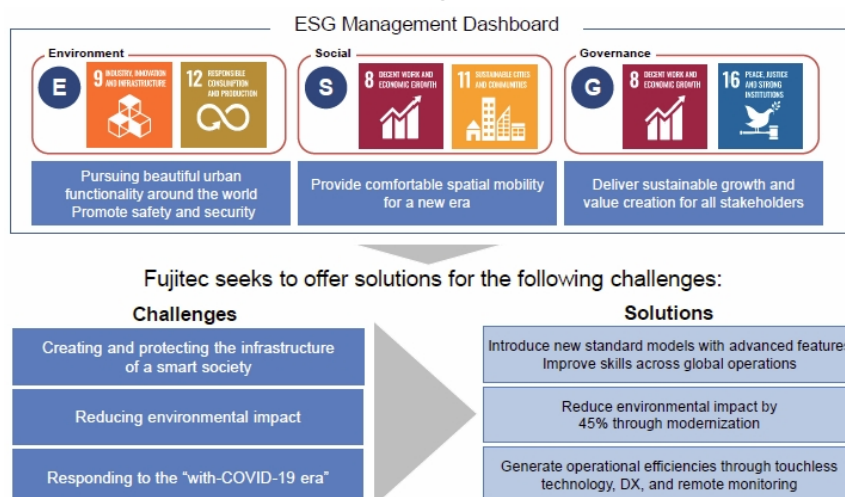 ESG Management Dashboard
Environment
E
9 INDUSTRY, INNOVATION
AND INFRASTRUCTURE
12 RESPONSIBLE
CONSUMPTION
AND PRODUCTION
Pursuing beautiful urban
functionality around the world
Promote safety and security
Social
S
8 DECENT WORK AND
ECONOMIC GROWTH
11 SUSTAINABLE CITIES
AND COMMUNITIES
Provide comfortable spatial mobility
for a new era
Governance
G
8 DECENT WORK AND
ECONOMIC GROWTH
16 PEACE, JUSTICE
AND STRONG
INSTITUTIONS
Deliver sustainable growth and
value creation for all stakeholders
Fujitec seeks to offer solutions for the following challenges:
Challenges
Creating and protecting the infrastructure
of a smart society
Reducing environmental impact
Responding to the “with-COVID-19 era”
Solutions
Introduce new standard models with advanced features
Improve skills across global operations
Reduce environmental impact by
45% through modernization
Generate operational efficiencies through touchless
technology, DX, and remote monitoring